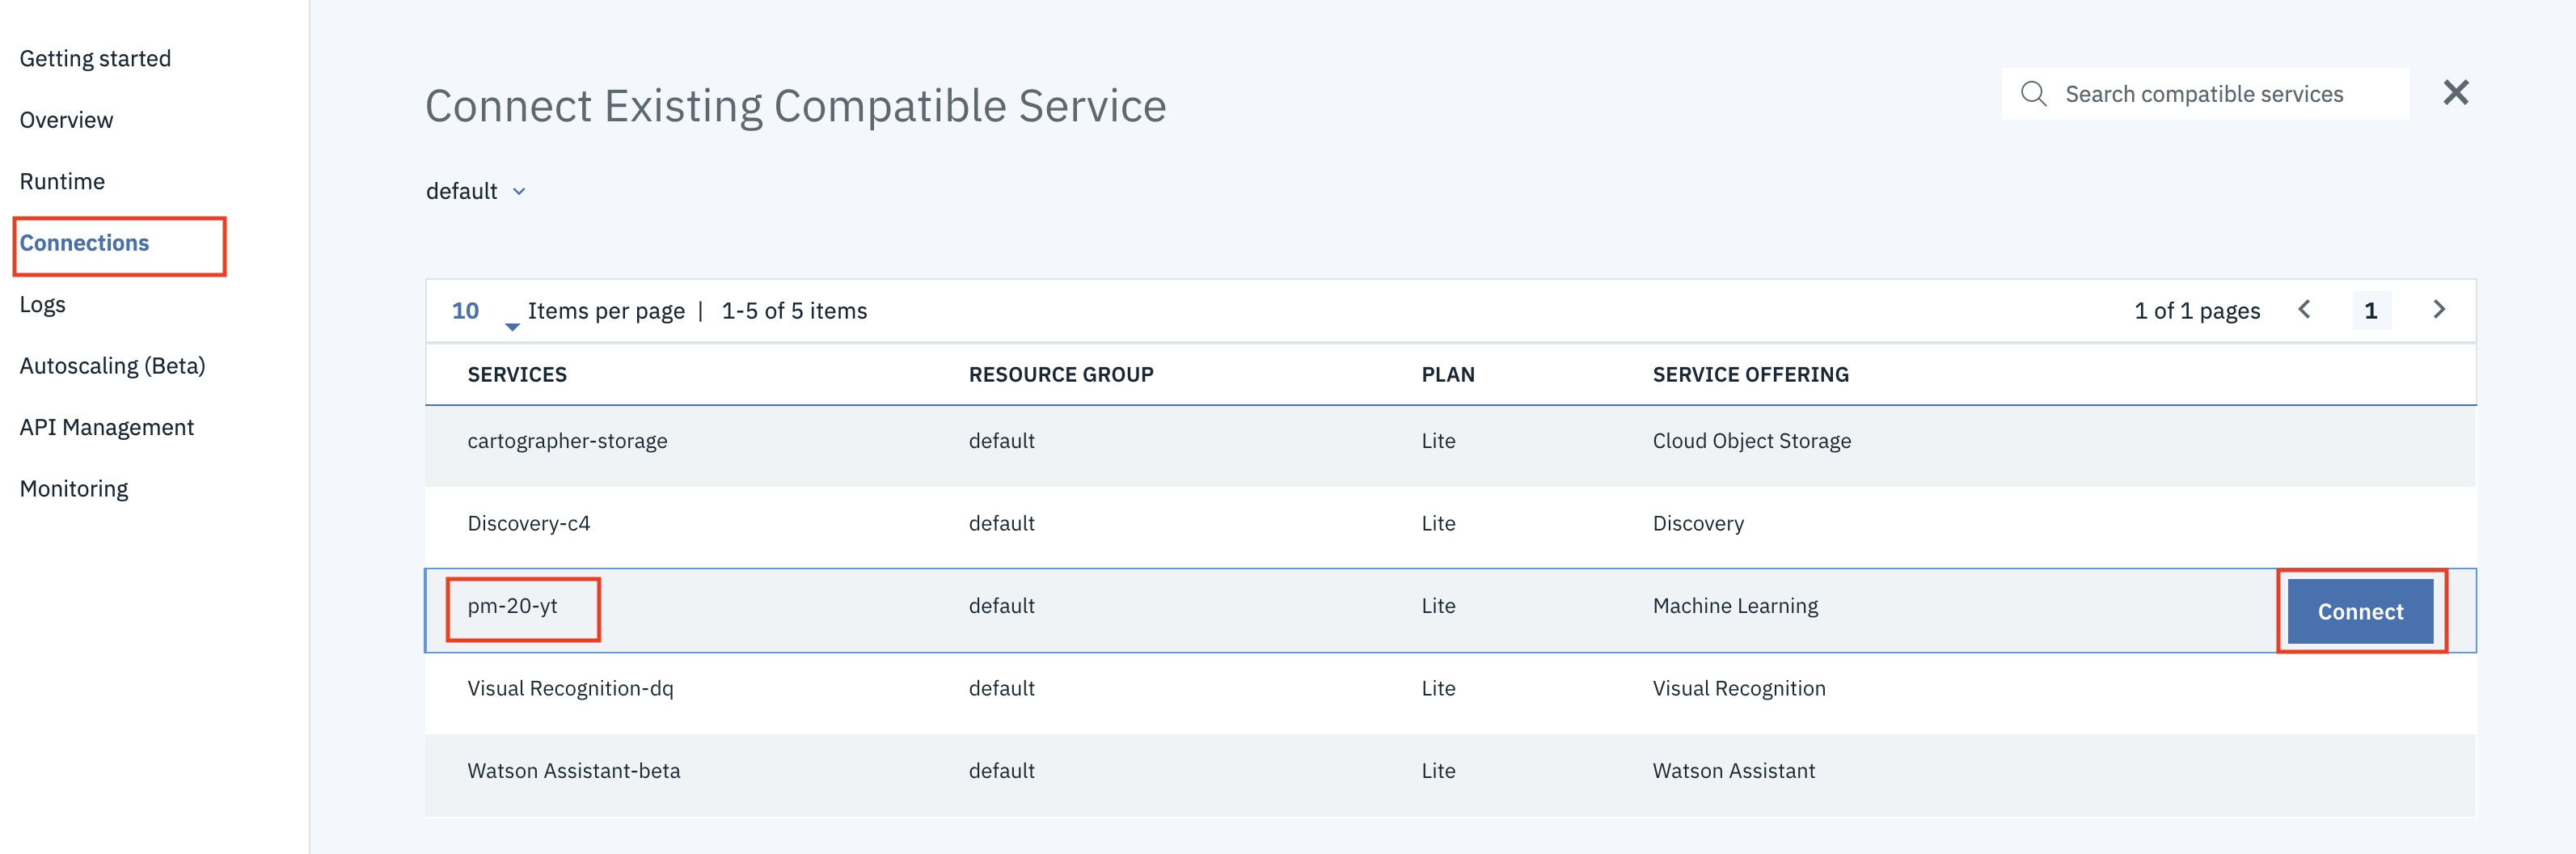 Getting started
Overview
Runtime
Connections
Logs
Autoscaling (Beta)
API Management
Monitoring
Connect Existing Compatible Service
Search compatible services
default
10 Items per page | 1-5 of 5 items 1 of 1 pages 1
SERVICES RESOURCE GROUP PLAN SERVICE OFFERING
cartographer-storage default Lite Cloud Object Storage
Discovery-c4 default Lite Discovery
pm-20-yt default Lite Machine Learning Connect
Visual Recognition-dq default Lite Visual Recognition
Watson Assistant-beta default Lite Watson Assistant